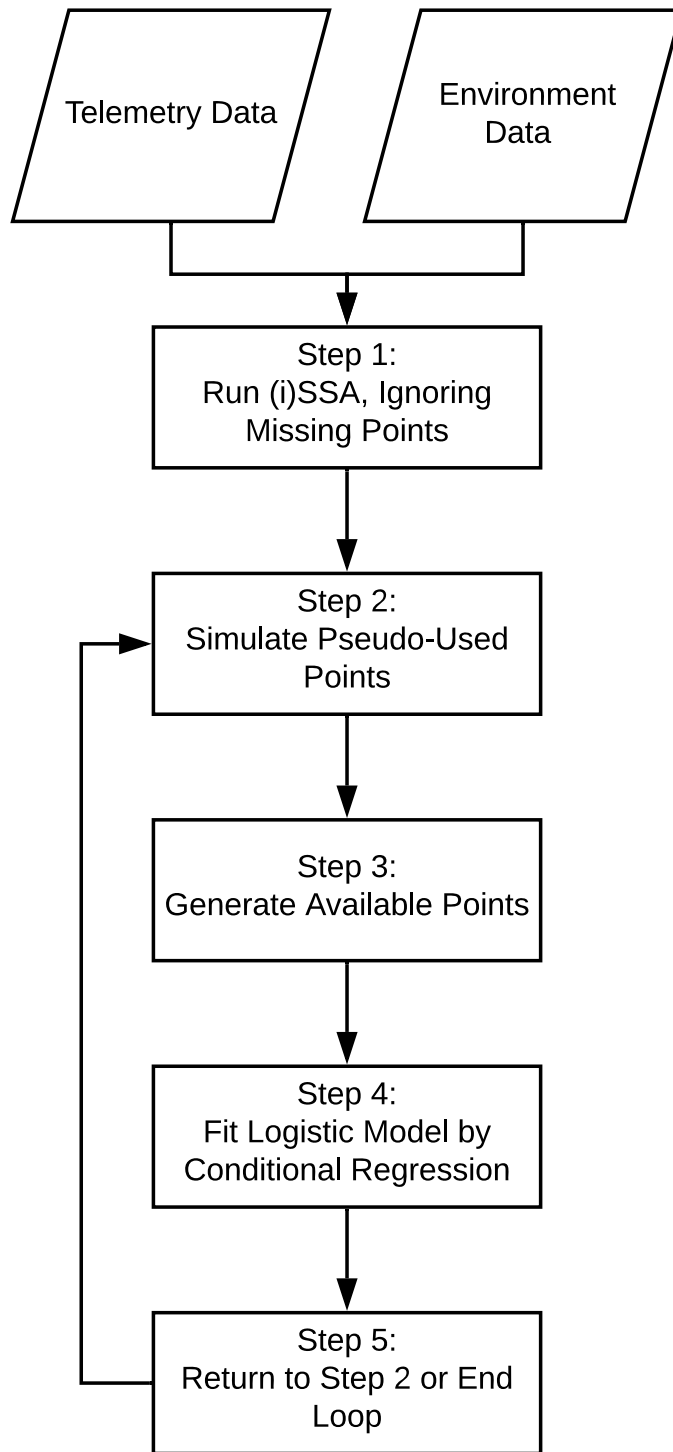 Telemetry Data
Environment
Data
Step 1:
Run (i)SSA, Ignoring
Missing Points
Step 2:
Simulate Pseudo-Used
Points
Step 3:
Generate Available Points
Step 4:
Fit Logistic Model by
Conditional Regression
Step 5:
Return to Step 2 or End
Loop